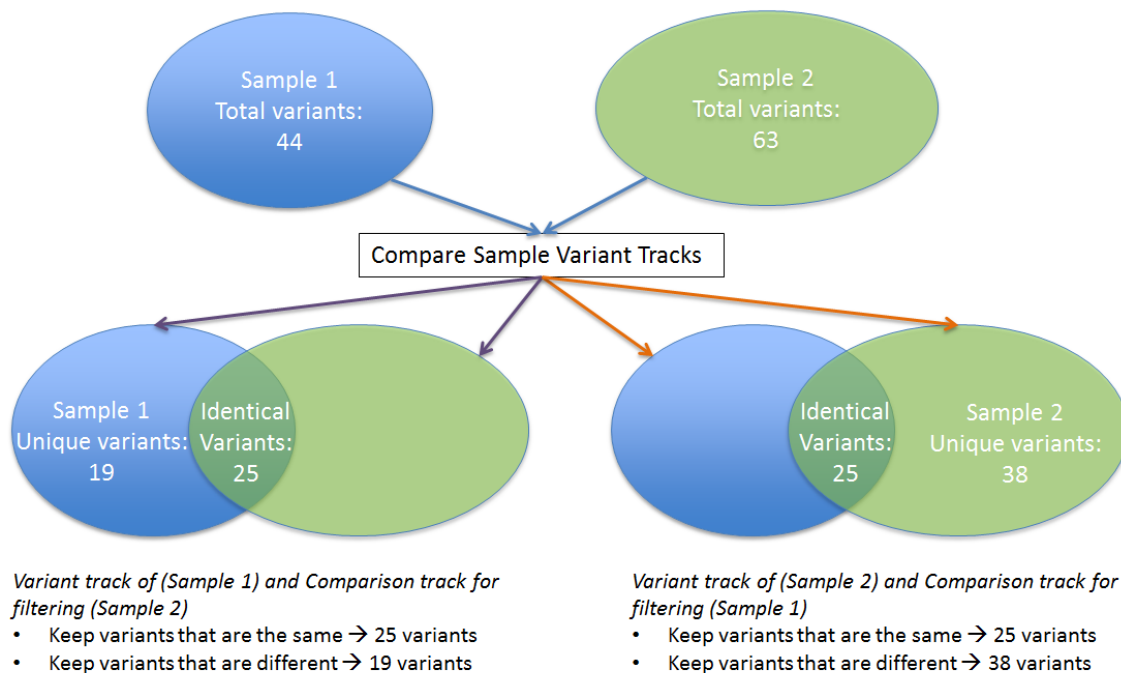 Sample 1
Total variants:
44
Sample 2
Total variants:
63
Compare Sample Variant Tracks
Sample 1
Unique variants:
19
Identical
Variants:
25
Identical
Variants:
25
Sample 2
Unique variants:
38
Variant track of (Sample 1) and Comparison track for
filtering (Sample 2)
• Keep variants that are the same → 25 variants
• Keep variants that are different → 19 variants
Variant track of (Sample 2) and Comparison track for
filtering (Sample 1)
• Keep variants that are the same → 25 variants
• Keep variants that are different → 38 variants